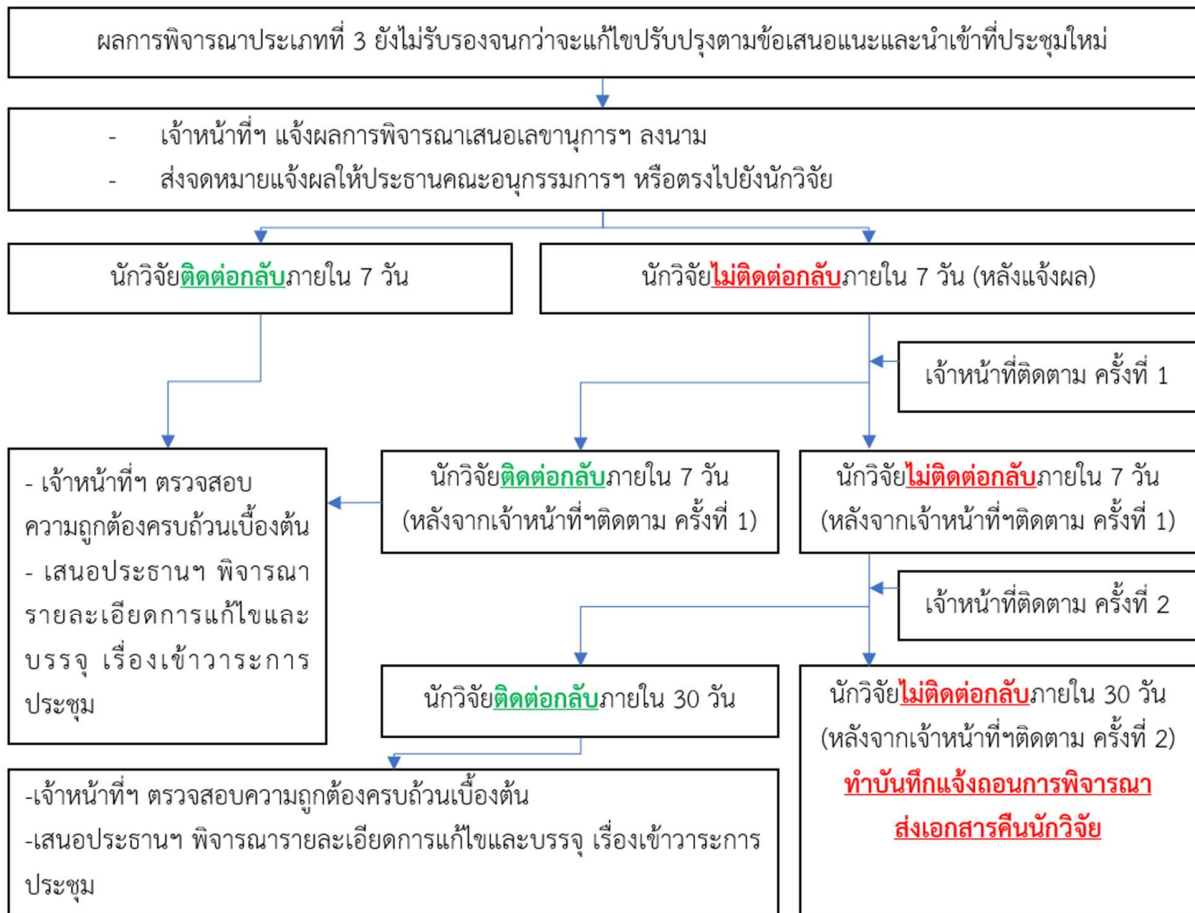 ผลการพิจารณาประเภทที่ 3 ยังไม่รับรองจนกว่าจะแก้ไขปรับปรุงตามข้อเสนอแนะและนำเข้าที่ประชุมใหม่
- เจ้าหน้าที่ฯ แจ้งผลการพิจารณาเสนอเลขานุการฯ ลงนาม
- ส่งจดหมายแจ้งผลให้ประธานคณะอนุกรรมการฯ หรือตรงไปยังนักวิจัย
นักวิจัยติดต่อกลับภายใน 7 วัน
นักวิจัยไม่ติดต่อกลับภายใน 7 วัน (หลังแจ้งผล)
เจ้าหน้าที่ติดตาม ครั้งที่ 1
- เจ้าหน้าที่ฯ ตรวจสอบ
ความถูกต้องครบถ้วนเบื้องต้น
- เสนอประธานฯ พิจารณา
รายละเอียดการแก้ไขและ
บรรจุ เรื่องเข้าวาระการ
ประชุม
นักวิจัยติดต่อกลับภายใน 7 วัน
(หลังจากเจ้าหน้าที่ฯติดตาม ครั้งที่ 1)
นักวิจัยไม่ติดต่อกลับภายใน 7 วัน
(หลังจากเจ้าหน้าที่ฯติดตาม ครั้งที่ 1)
เจ้าหน้าที่ติดตาม ครั้งที่ 2
นักวิจัยติดต่อกลับภายใน 30 วัน
นักวิจัยไม่ติดต่อกลับภายใน 30 วัน
(หลังจากเจ้าหน้าที่ฯติดตาม ครั้งที่ 2)
ทำบันทึกแจ้งถอนการพิจารณา
ส่งเอกสารคืนนักวิจัย
-เจ้าหน้าที่ฯ ตรวจสอบความถูกต้องครบถ้วนเบื้องต้น
-เสนอประธานฯ พิจารณารายละเอียดการแก้ไขและบรรจุ เรื่องเข้าวาระการ
ประชุม